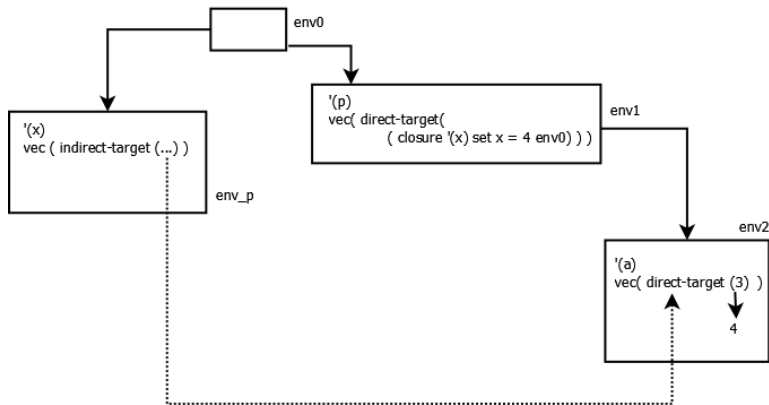 env0
'(x)
vec ( indirect-target (...) )
env_p
'(p)
vec( direct-target(
( closure '(x) set x = 4 env0) ) )
env1
env2
'(a)
vec( direct-target (3) )
4